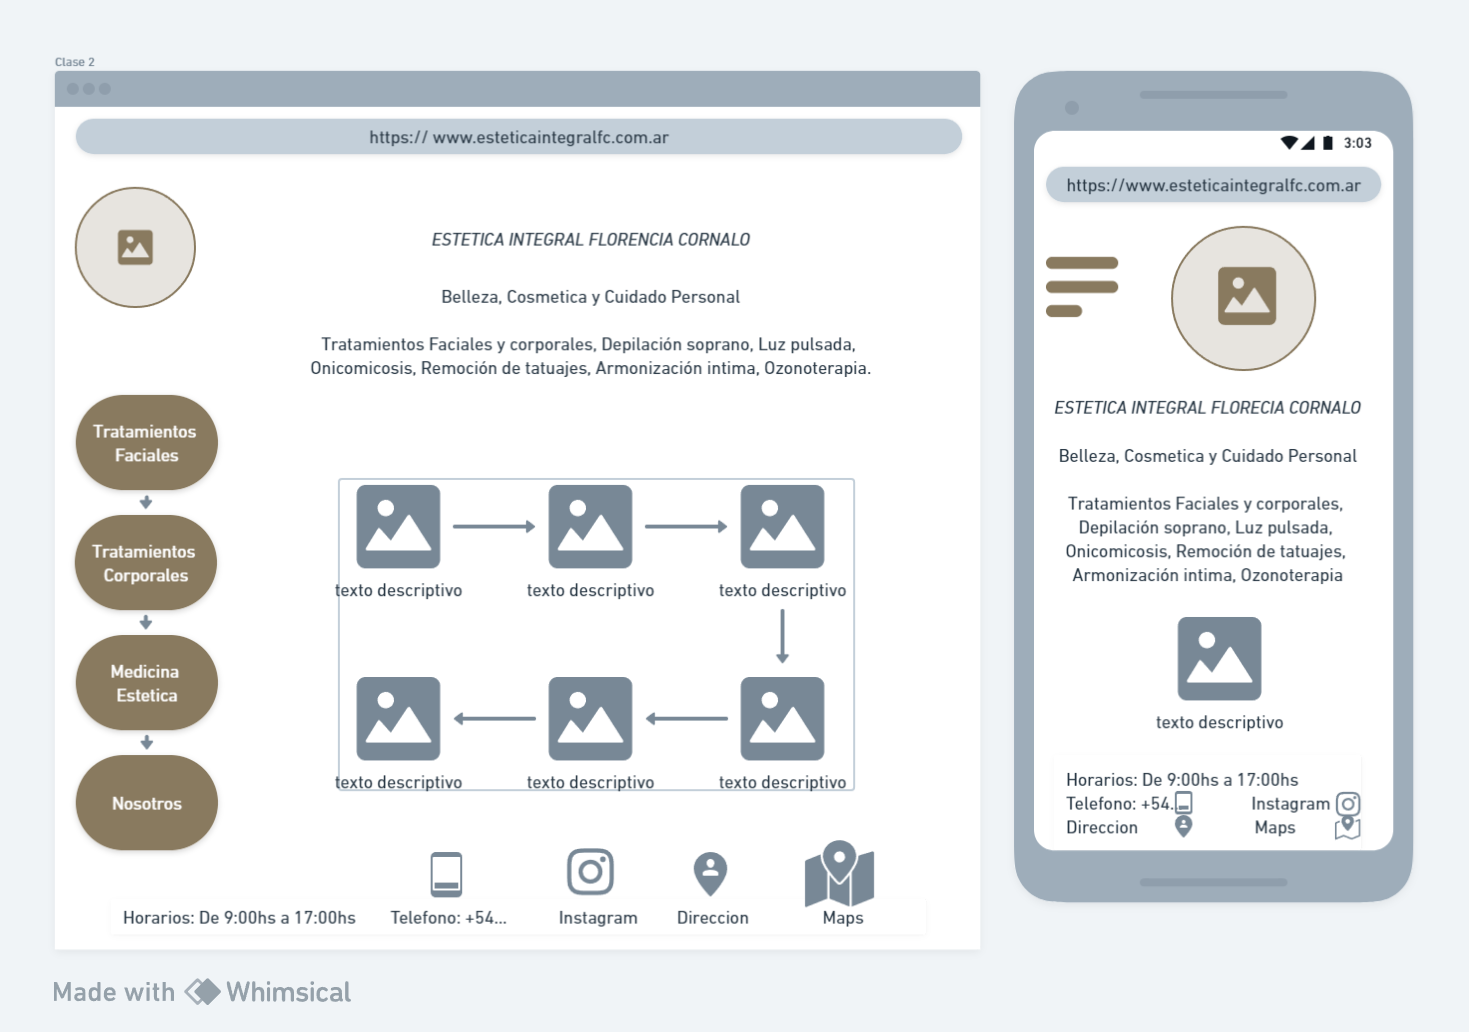 Clase 2
https:// www.esteticaintegralfc.com.ar
ESTETICA INTEGRAL FLORENCIA CORNALO
Belleza, Cosmetica y Cuidado Personal
Tratamientos Faciales y corporales, Depilación soprano, Luz pulsada,
Onicomicosis, Remoción de tatuajes, Armonización intima, Ozonoterapia.
Tratamientos
Faciales
Tratamientos
Corporales
Medicina
Estetica
Nosotros
texto descriptivo
texto descriptivo
texto descriptivo
texto descriptivo
texto descriptivo
texto descriptivo
Horarios: De 9:00hs a 17:00hs
Telefono: +54...
Instagram
Direccion
Maps
3:03
https://www.esteticaintegralfc.com.ar
ESTETICA INTEGRAL FLORECIA CORNALO
Belleza, Cosmetica y Cuidado Personal
Tratamientos Faciales y corporales,
Depilación soprano, Luz pulsada,
Onicomicosis, Remoción de tatuajes,
Armonización intima, Ozonoterapia
texto descriptivo
Horarios: De 9:00hs a 17:00hs
Telefono: +54.
Instagram
Direccion
Maps
Made with Whimsical